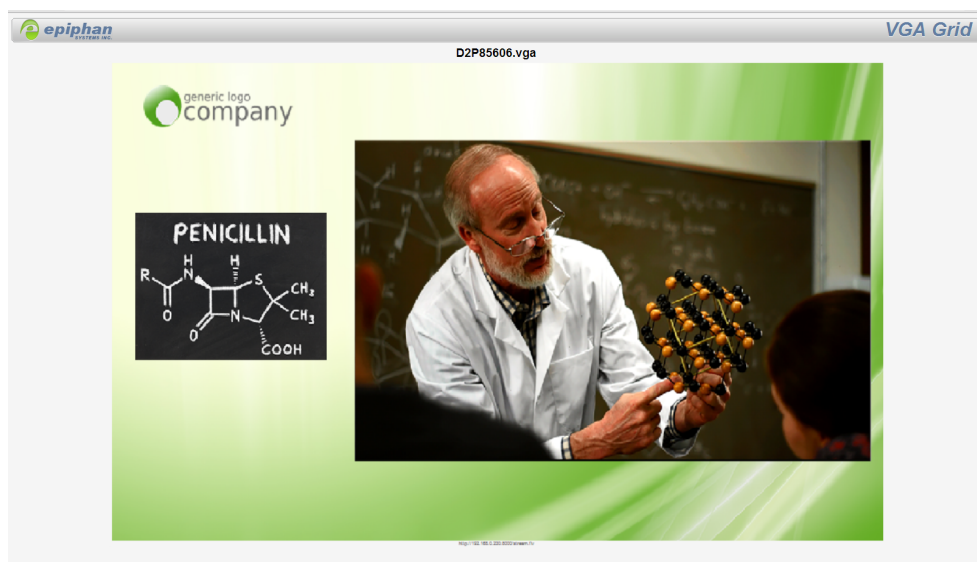 epiphan
SYSTEMS INC.
VGA Grid
D2P85606.vga
generic logo
company
PENICILLIN
H
H
R
N
S
CH3
O
N
CH3
O
COOH